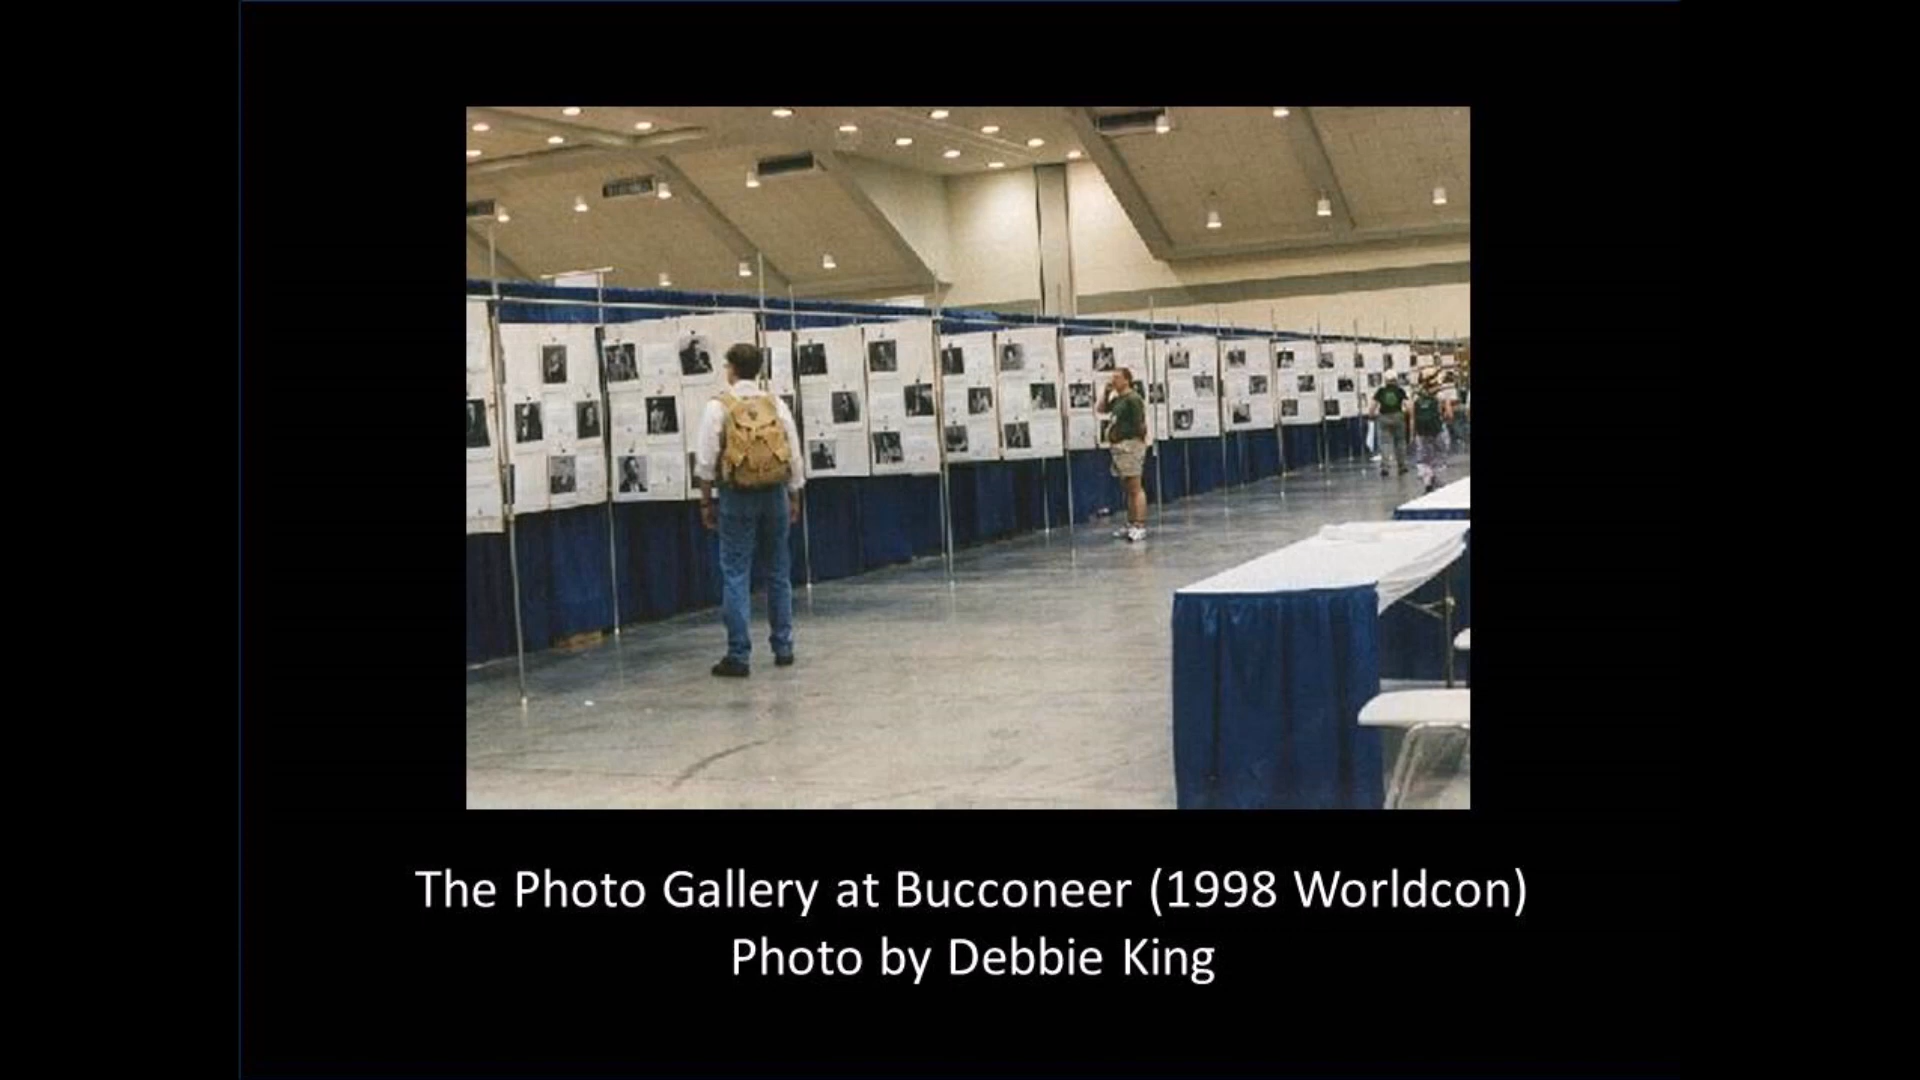 The Photo Gallery at Bucconeer (1998 Worldcon)
Photo by Debbie King